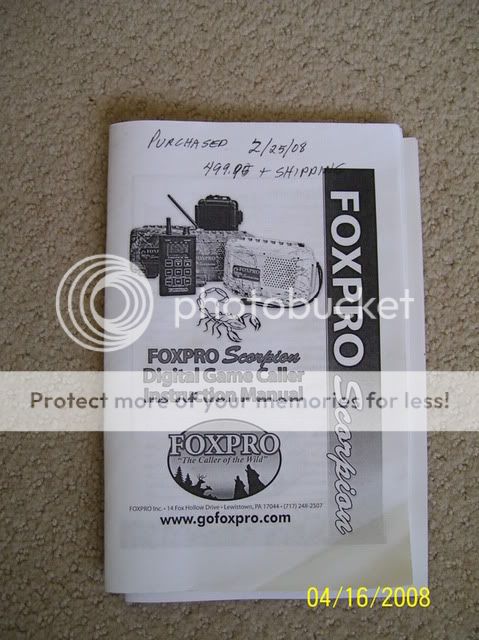 PURCHASED 2/25/08
499.95 + SHIPPING
FOXPRO Scorpion
FOXPRO Scorpion
Digital Game Caller
Instruction Manual
FOXPRO
"The Caller of the Wild"
FOXPRO Inc. • 14 Fox Hollow Drive • Lewistown, PA 17044 • (717) 248-2507
www.gofoxpro.com
photobucket
Protect more of your memories for less!
04/16/2008